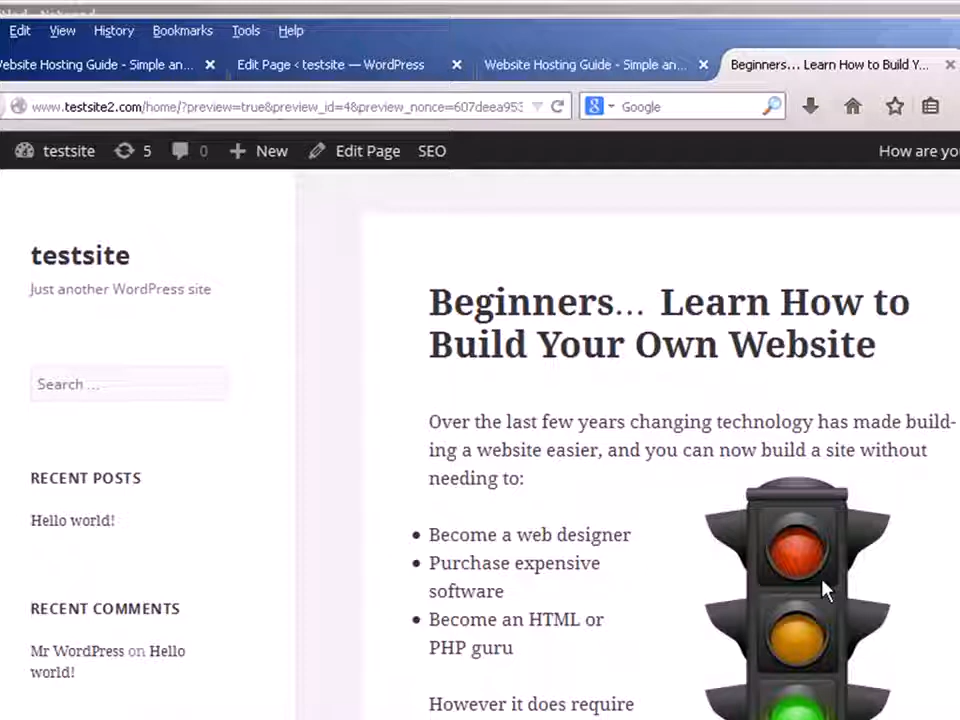 Edit View History Bookmarks Tools Help
ebsite Hosting Guide - Simple an... Edit Page < testsite — WordPress Website Hosting Guide - Simple an... Beginners... Learn How to Build Y...
www.testsite2.com/home/?preview=true&preview_id=4&preview_nonce=607deea953 Google
testsite 5 0 New Edit Page SEO How are yo
testsite
Just another WordPress site
Search ...
RECENT POSTS
Hello world!
RECENT COMMENTS
Mr WordPress on Hello
world!
Beginners... Learn How to
Build Your Own Website
Over the last few years changing technology has made build-
ing a website easier, and you can now build a site without
needing to:
• Become a web designer
• Purchase expensive
software
• Become an HTML or
PHP guru
However it does require